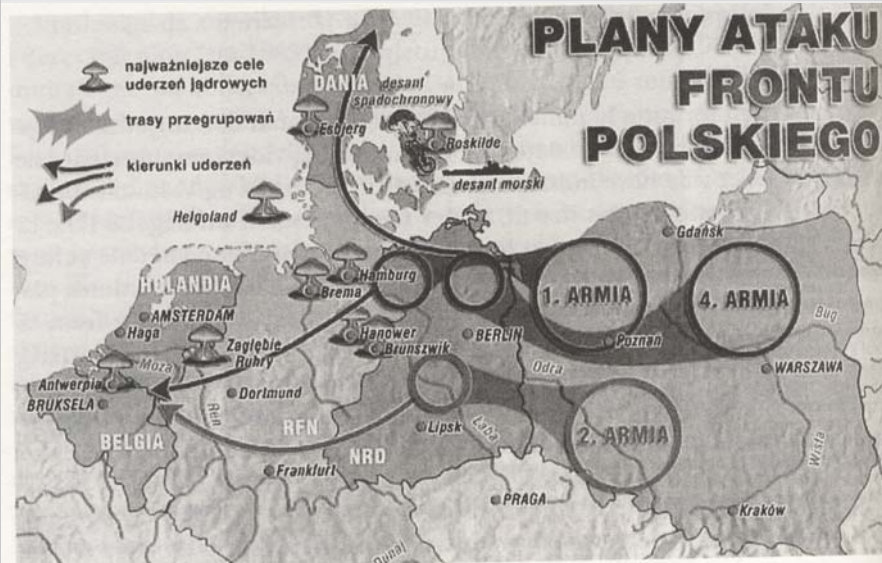 PLANY ATAKU
FRONTU
POLSKIEGO
najważniejsze cele
uderzeń jądrowych
trasy przegrupowań
kierunki uderzeń
DANIA
desant
spadochronowy
Esbjerg
Roskilde
desant morski
Helgoland
Gdańsk
HOLANDIA
Hamburg
Brema
1. ARMIA
4. ARMIA
AMSTERDAM
Haga
Hanower
BERLIN
Poznań
Bug
Zagłębie
Ruhry
Brunszwik
Moza
Odra
WARSZAWA
Antwerpia
BRUKSELA
Dortmund
Ren
BELGIA
RFN
NRD
Lipsk
Łaba
2. ARMIA
Wisła
Frankfurt
PRAGA
Kraków
Dunaj